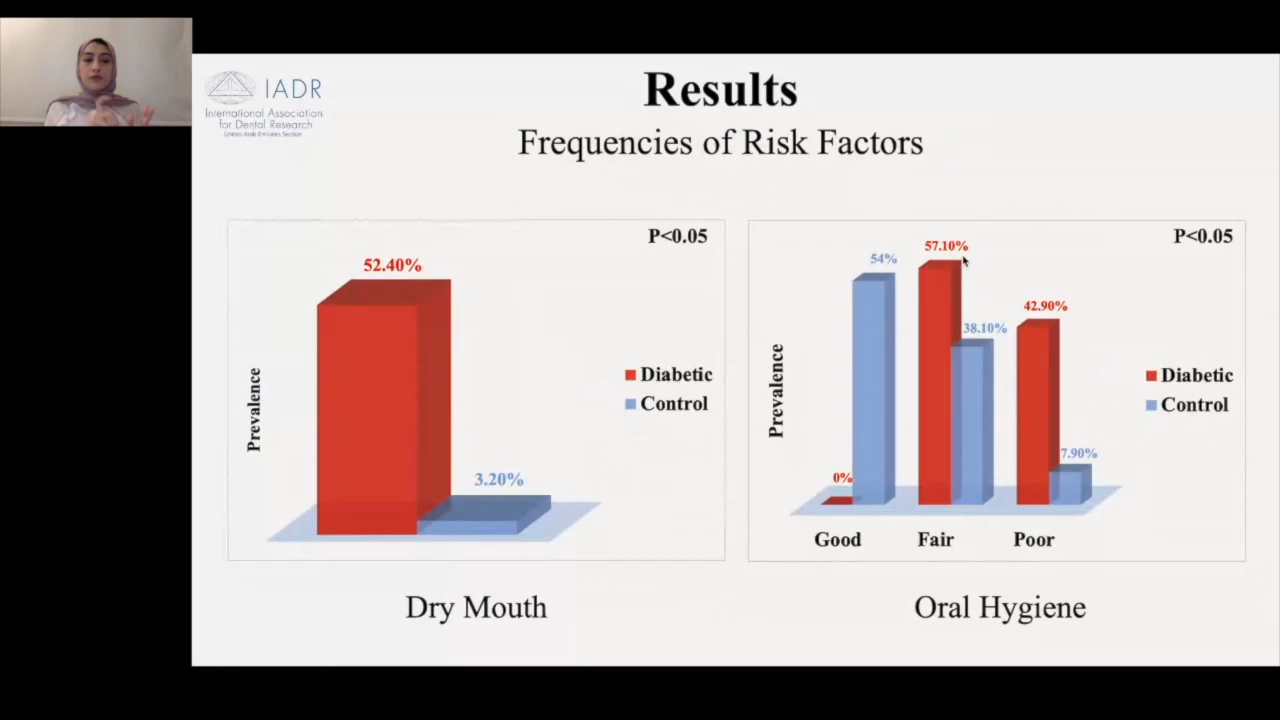 IADR
International Association
for Dental Research
United Arab Emirates Section
Results
Frequencies of Risk Factors
P<0.05
52.40%
3.20%
Prevalence
Diabetic
Control
Dry Mouth
P<0.05
57.10%
54%
42.90%
38.10%
7.90%
0%
Prevalence
Diabetic
Control
Good Fair Poor
Oral Hygiene